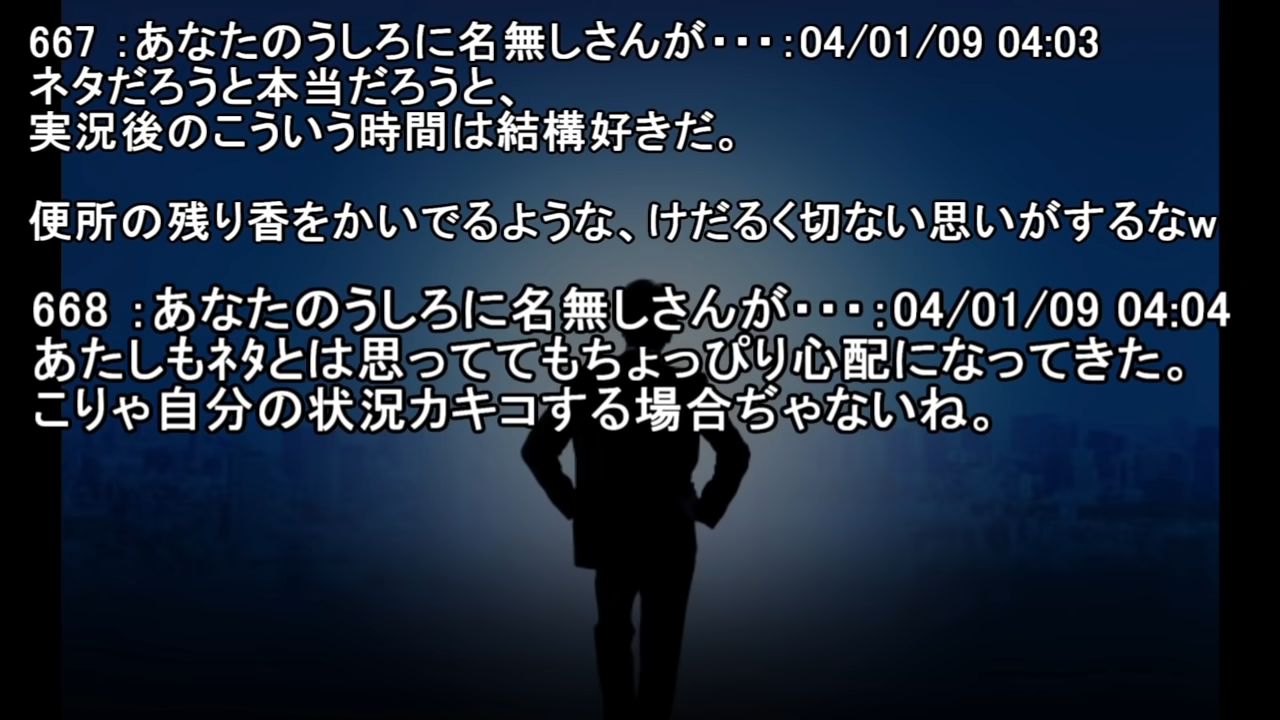 667 ：あなたのうしろに名無しさんが・・・：04/01/09 04:03
ネタだろうと本当だろうと、
実況後のこういう時間は結構好きだ。
便所の残り香をかいでるような、けだるく切ない思いがするなw
668 ：あなたのうしろに名無しさんが・・・：04/01/09 04:04
あたしもﾈﾀとは思っててもちょっぴり心配になってきた。
こりゃ自分の状況カキコする場合ぢゃないね。